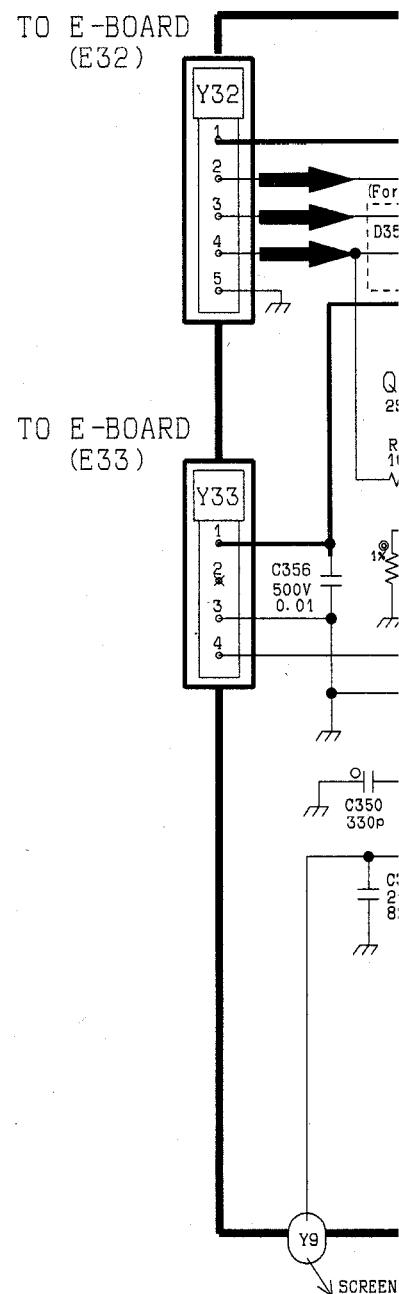 TO E-BOARD
(E32)
Y32
1
2
3
4
5
(For
D35
Q
TO E-BOARD
(E33)
Y33
1
2
3
4
C356
500V
0.01
1%
C350
330p
Y9
SCREEN